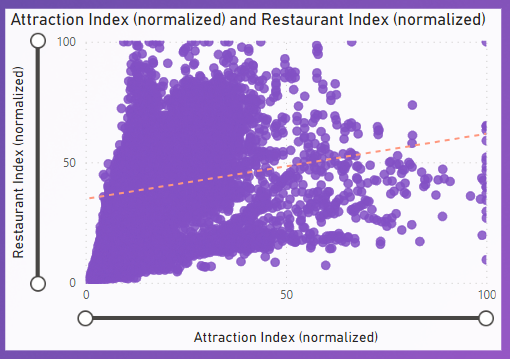 Attraction Index (normalized) and Restaurant Index (normalized)
100
50
0
Restaurant Index (normalized)
0
50
100
Attraction Index (normalized)